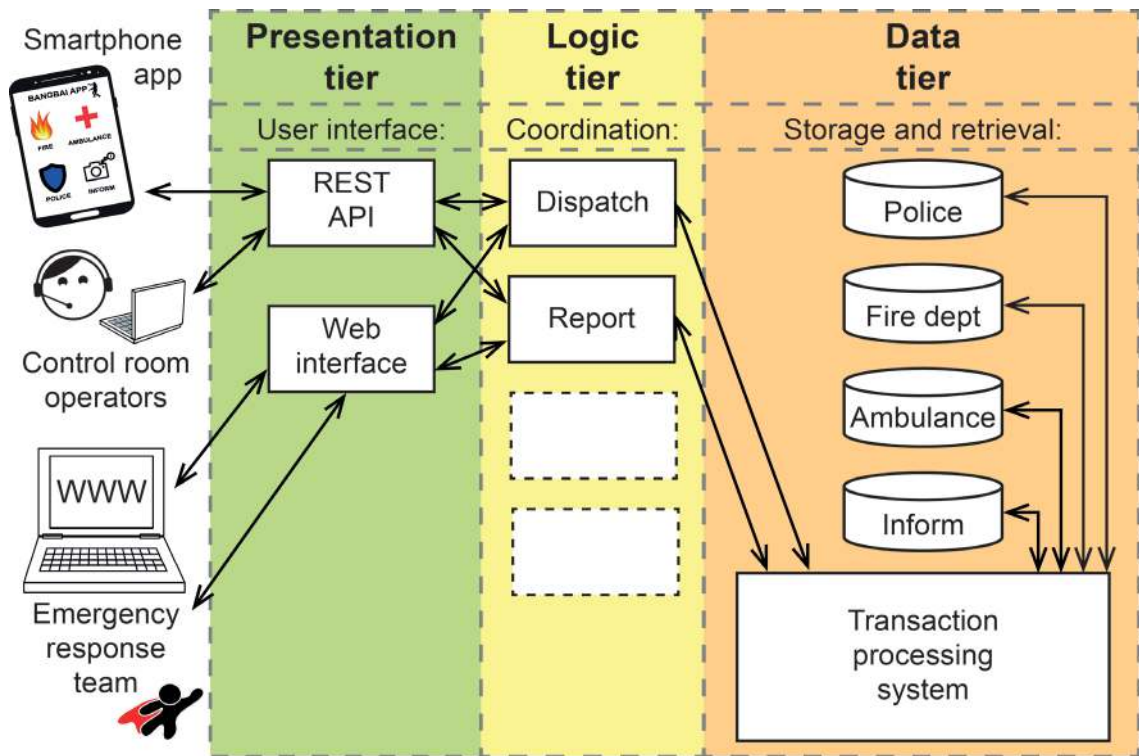 Smartphone
app
BANGBAI APP
FIRE
AMBULANCE
POLICE
INFORM
Control room
operators
WWW
Emergency
response
team
Presentation
tier
User interface:
REST
API
Web
interface
Logic
tier
Coordination:
Dispatch
Report
Data
tier
Storage and retrieval:
Police
Fire dept
Ambulance
Inform
Transaction
processing
system